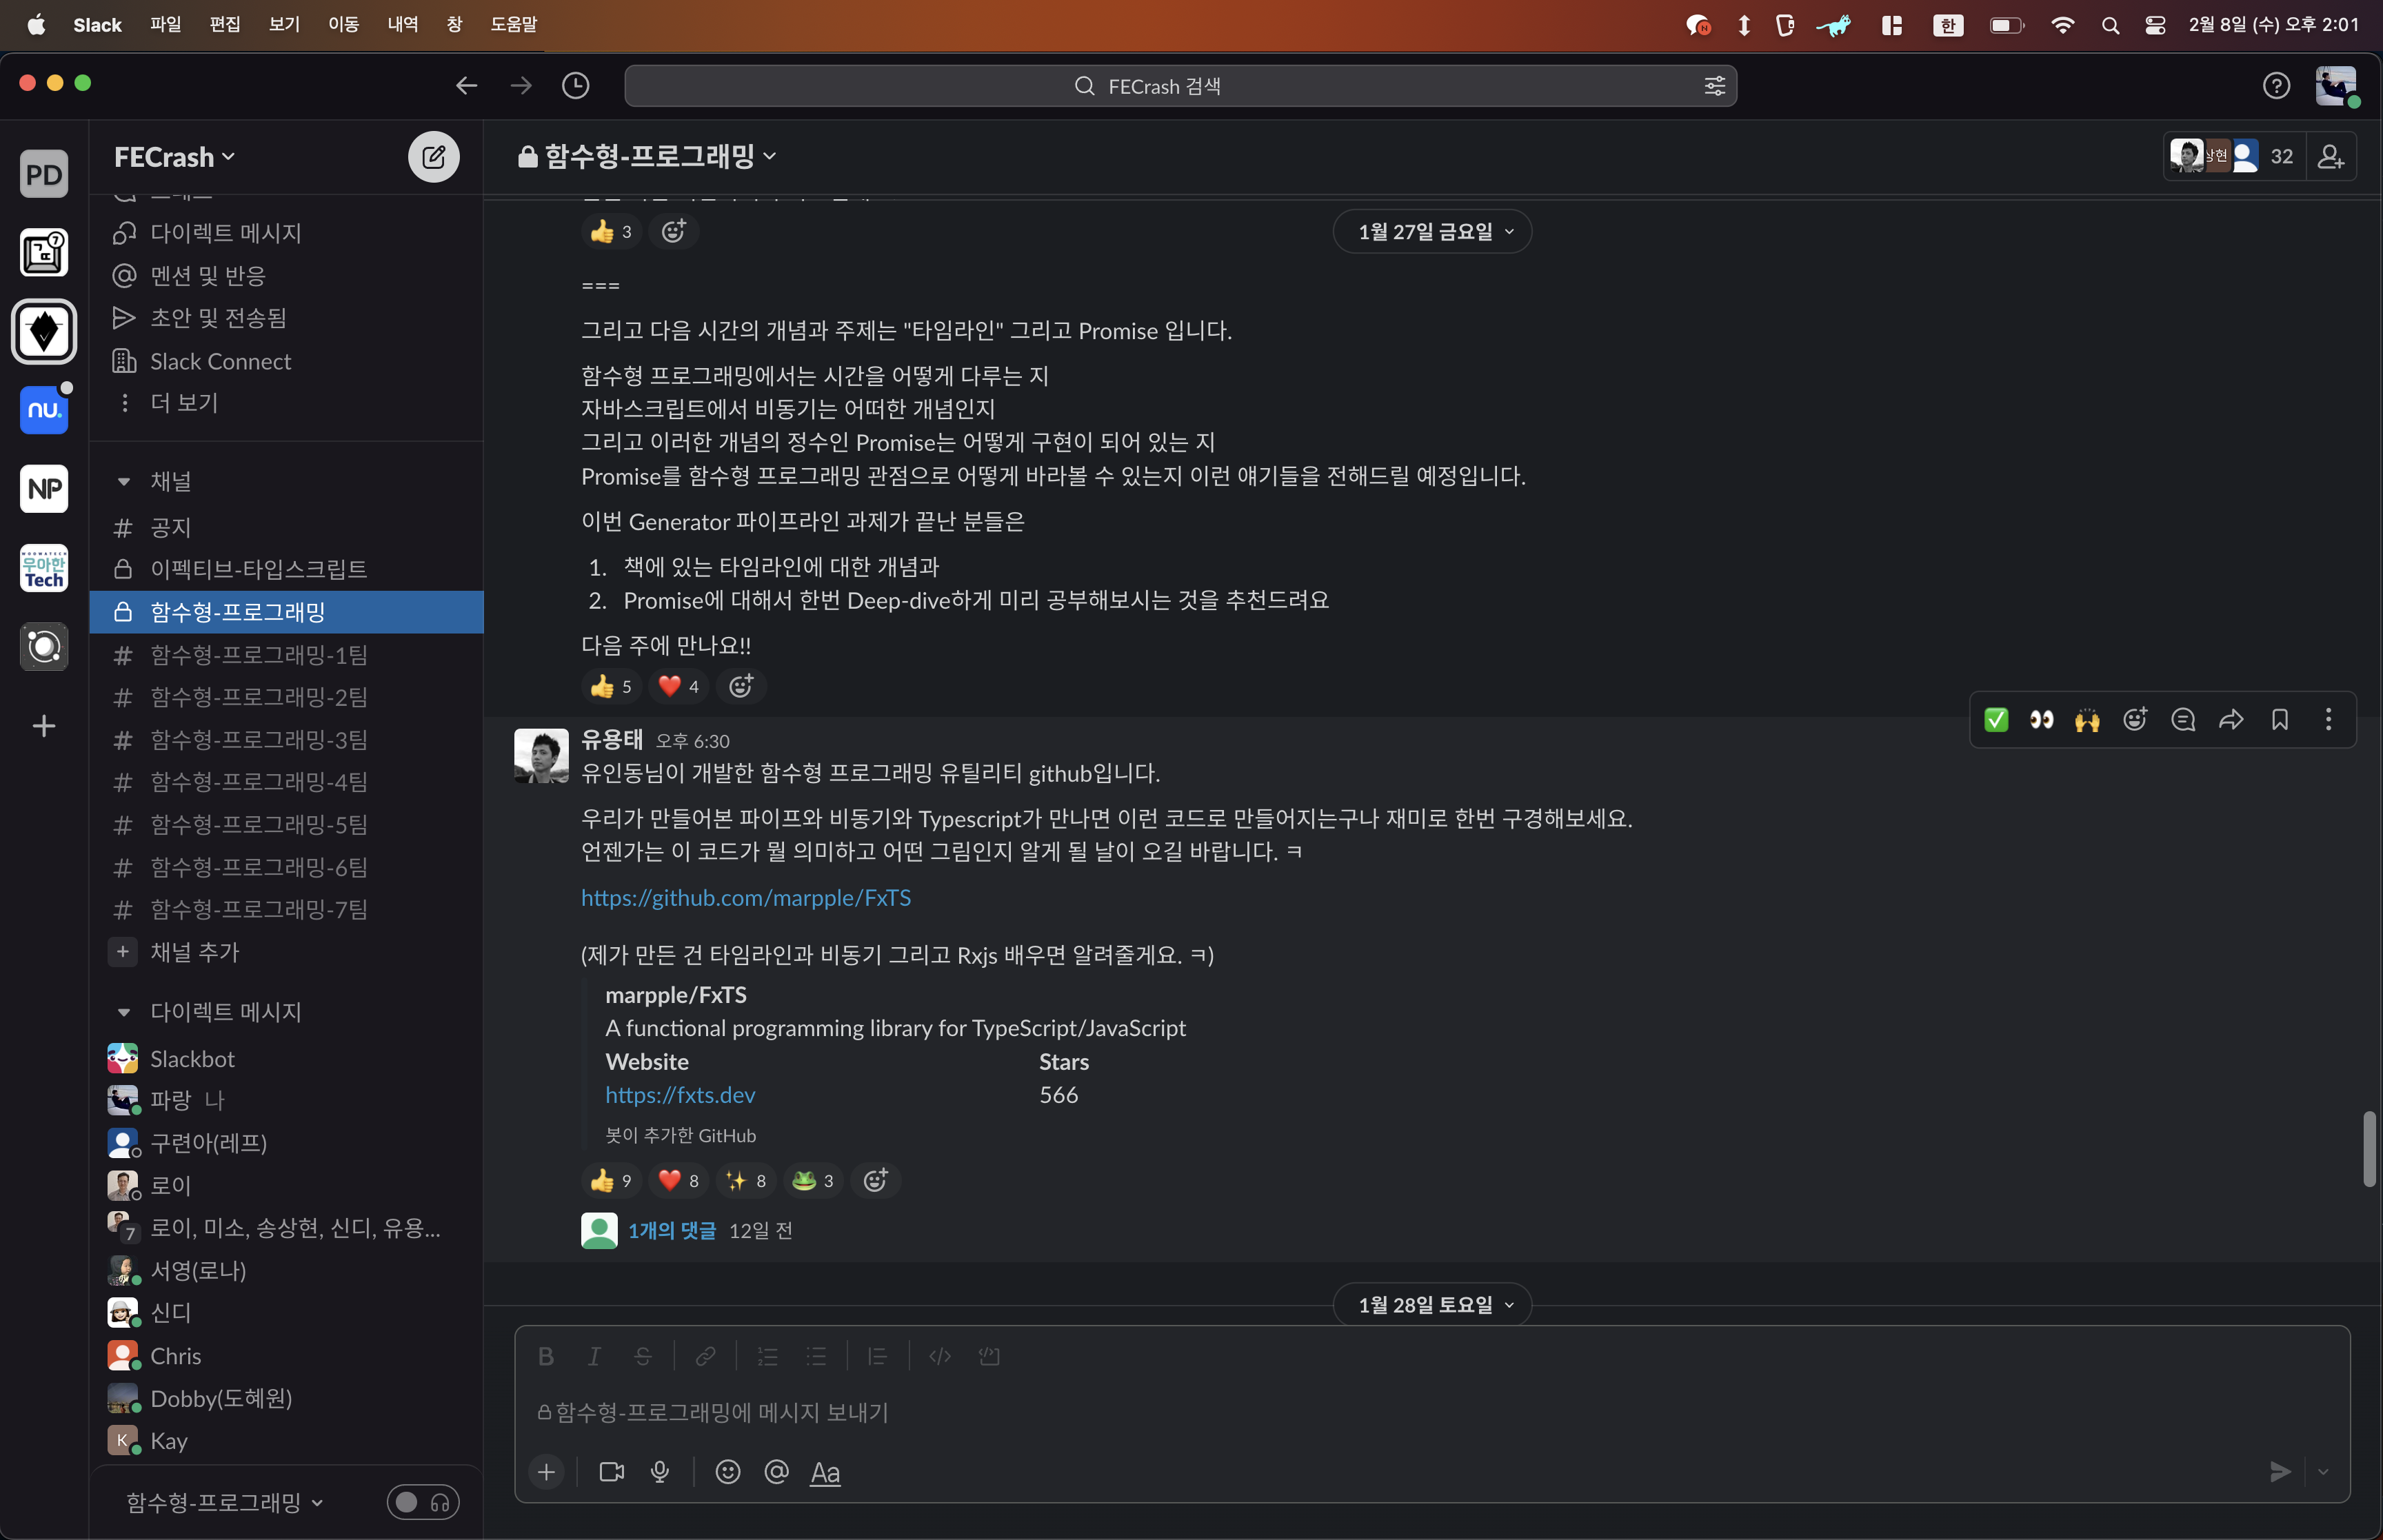 Slack 파일 편집 보기 이동 내역 창 도움말 한 2월 8일 (수) 오후 2:01
FECrash 검색
PD
FECrash
함수형-프로그래밍
상현 32
다이렉트 메시지
멘션 및 반응
초안 및 전송됨
Slack Connect
더 보기
nu.
NP
우아한
Tech
채널
공지
이펙티브-타입스크립트
함수형-프로그래밍
함수형-프로그래밍-1팀
함수형-프로그래밍-2팀
함수형-프로그래밍-3팀
함수형-프로그래밍-4팀
함수형-프로그래밍-5팀
함수형-프로그래밍-6팀
함수형-프로그래밍-7팀
채널 추가
다이렉트 메시지
Slackbot
파랑 나
구련아(레프)
로이
7 로이, 미소, 송상현, 신디, 유용...
서영(로나)
신디
Chris
Dobby(도혜원)
K Kay
함수형-프로그래밍
3
1월 27일 금요일
===
그리고 다음 시간의 개념과 주제는 "타임라인" 그리고 Promise 입니다.
함수형 프로그래밍에서는 시간을 어떻게 다루는 지
자바스크립트에서 비동기는 어떠한 개념인지
그리고 이러한 개념의 정수인 Promise는 어떻게 구현이 되어 있는 지
Promise를 함수형 프로그래밍 관점으로 어떻게 바라볼 수 있는지 이런 얘기들을 전해드릴 예정입니다.
이번 Generator 파이프라인 과제가 끝난 분들은
1. 책에 있는 타임라인에 대한 개념과
2. Promise에 대해서 한번 Deep-dive하게 미리 공부해보시는 것을 추천드려요
다음 주에 만나요!!
5 4
유용태 오후 6:30
유인동님이 개발한 함수형 프로그래밍 유틸리티 github입니다.
우리가 만들어본 파이프와 비동기와 Typescript가 만나면 이런 코드로 만들어지는구나 재미로 한번 구경해보세요.
언젠가는 이 코드가 뭘 의미하고 어떤 그림인지 알게 될 날이 오길 바랍니다. ㅋ
https://github.com/marpple/FxTS
(제가 만든 건 타임라인과 비동기 그리고 Rxjs 배우면 알려줄게요. ㅋ)
marpple/FxTS
A functional programming library for TypeScript/JavaScript
Website Stars
https://fxts.dev 566
봇이 추가한 GitHub
9 8 8 3
1개의 댓글 12일 전
1월 28일 토요일
함수형-프로그래밍에 메시지 보내기
Aa